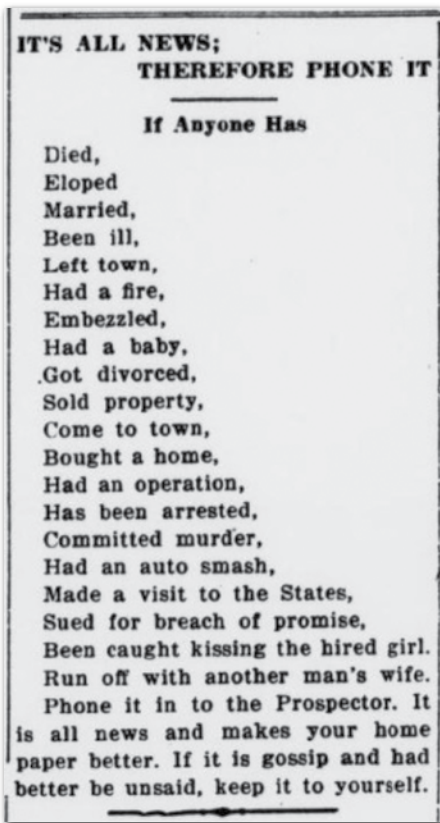 IT'S ALL NEWS;
THEREFORE PHONE IT
If Anyone Has
Died,
Eloped
Married,
Been ill,
Left town,
Had a fire,
Embezzled,
Had a baby,
Got divorced,
Sold property,
Come to town,
Bought a home,
Had an operation,
Has been arrested,
Committed murder,
Had an auto smash,
Made a visit to the States,
Sued for breach of promise,
Been caught kissing the hired girl.
Run off with another man's wife.
Phone it in to the Prospector. It
is all news and makes your home
paper better. If it is gossip and had
better be unsaid, keep it to yourself.